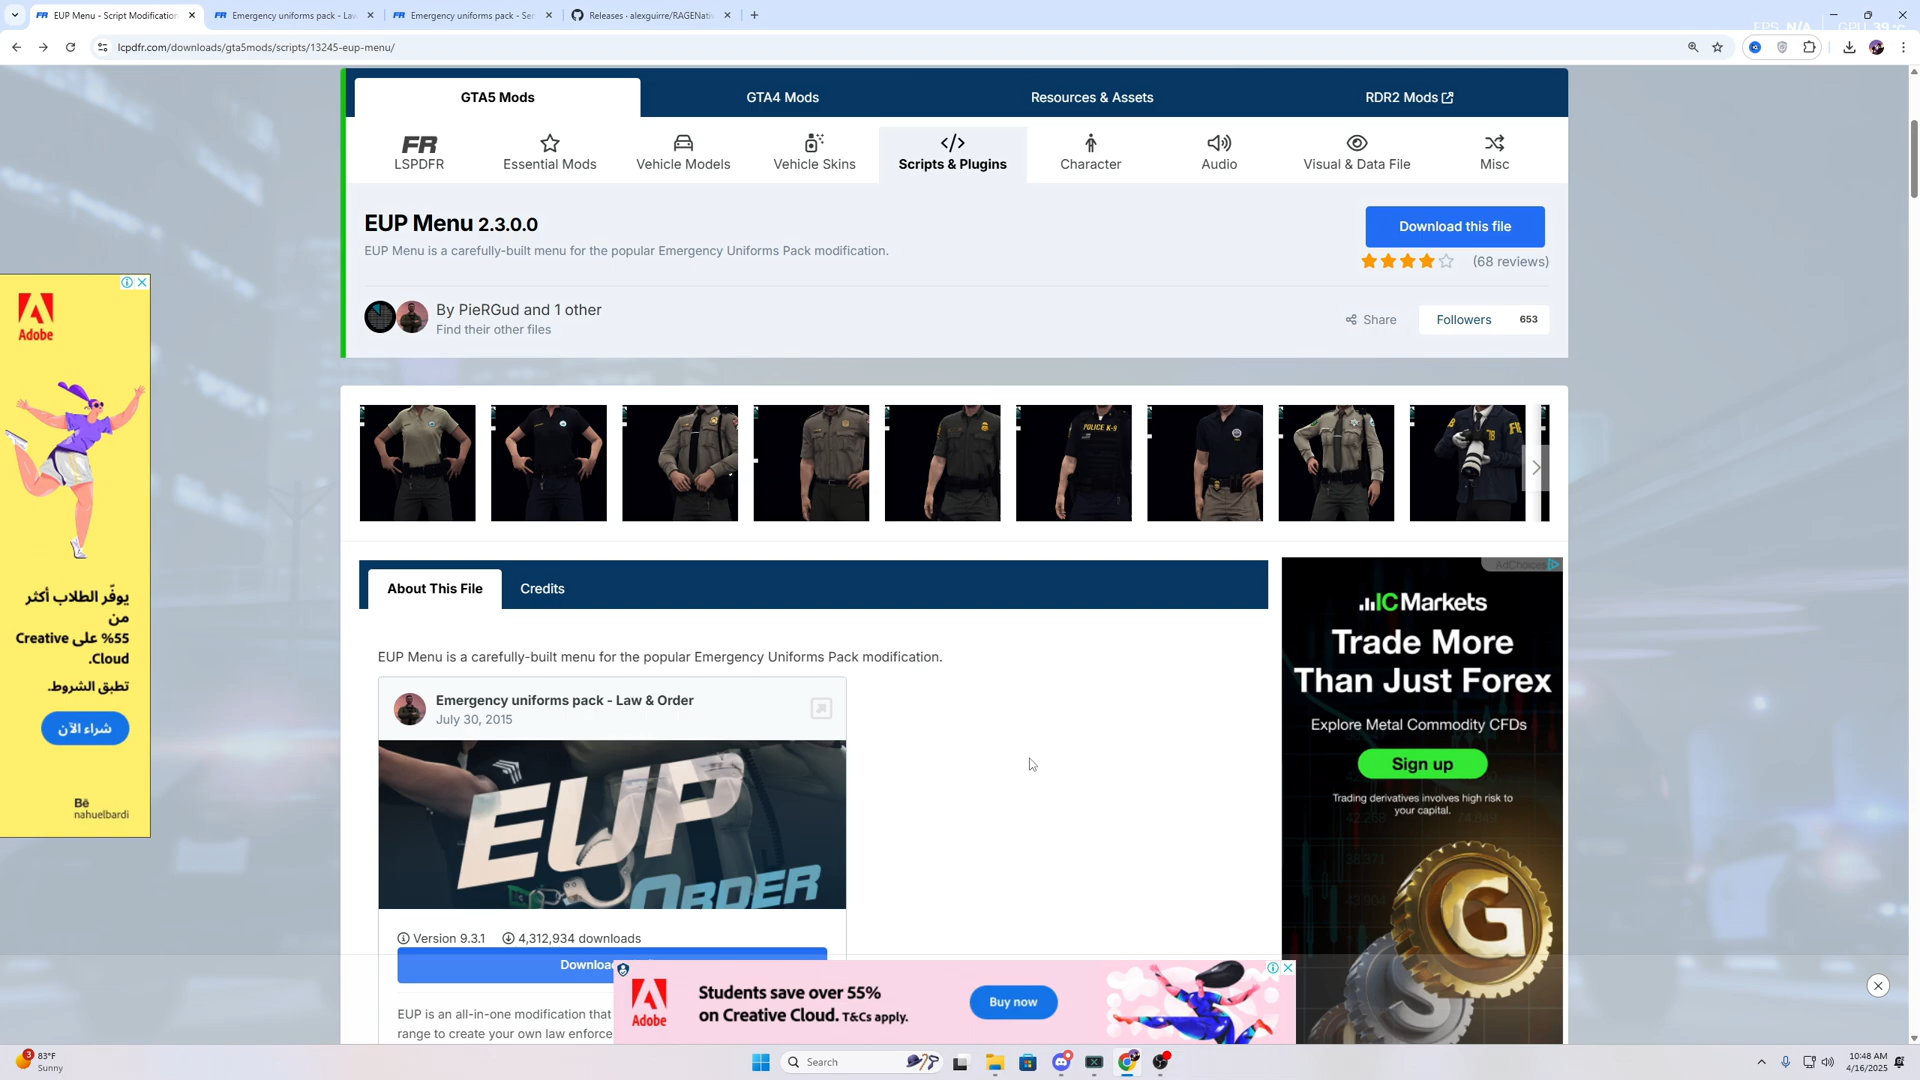 EUP Menu - Script Modification
Emergency uniforms pack - Law
Emergency uniforms pack - Ser
Releases · alexguirre/RAGENati
FPS N/A GPU 39 °C
lcpdfr.com/downloads/gta5mods/scripts/13245-eup-menu/
GTA5 Mods
GTA4 Mods
Resources & Assets
RDR2 Mods
FR
LSPDFR
Essential Mods
Vehicle Models
Vehicle Skins
Scripts & Plugins
Character
Audio
Visual & Data File
Misc
EUP Menu 2.3.0.0
Download this file
EUP Menu is a carefully-built menu for the popular Emergency Uniforms Pack modification.
(68 reviews)
By PieRGud and 1 other
Find their other files
Share
Followers 653
POLICE K-9
About This File
Credits
EUP Menu is a carefully-built menu for the popular Emergency Uniforms Pack modification.
Emergency uniforms pack - Law & Order
July 30, 2015
EUP
ORDER
Version 9.3.1 4,312,934 downloads
Download
EUP is an all-in-one modification that
range to create your own law enforce
Adobe
يوفّر الطلاب أكثر
من
55% على Creative
Cloud.
تطبق الشروط.
شراء الآن
Bē
nahuelbardi
AdChoices
IC Markets
Trade More
Than Just Forex
Explore Metal Commodity CFDs
Sign up
Trading derivatives involves high risk to
your capital.
G
S
Adobe
Students save over 55%
on Creative Cloud. T&Cs apply.
Buy now
3
83°F
Sunny
Search
10:48 AM
4/16/2025